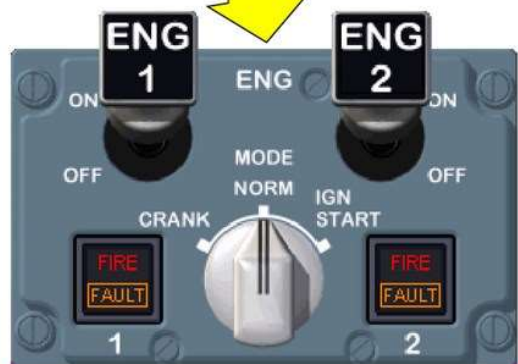 ENG
1
ENG
ENG
2
ON
ON
OFF
OFF
MODE
NORM
CRANK
IGN
START
FIRE
FAULT
FIRE
FAULT
1
2